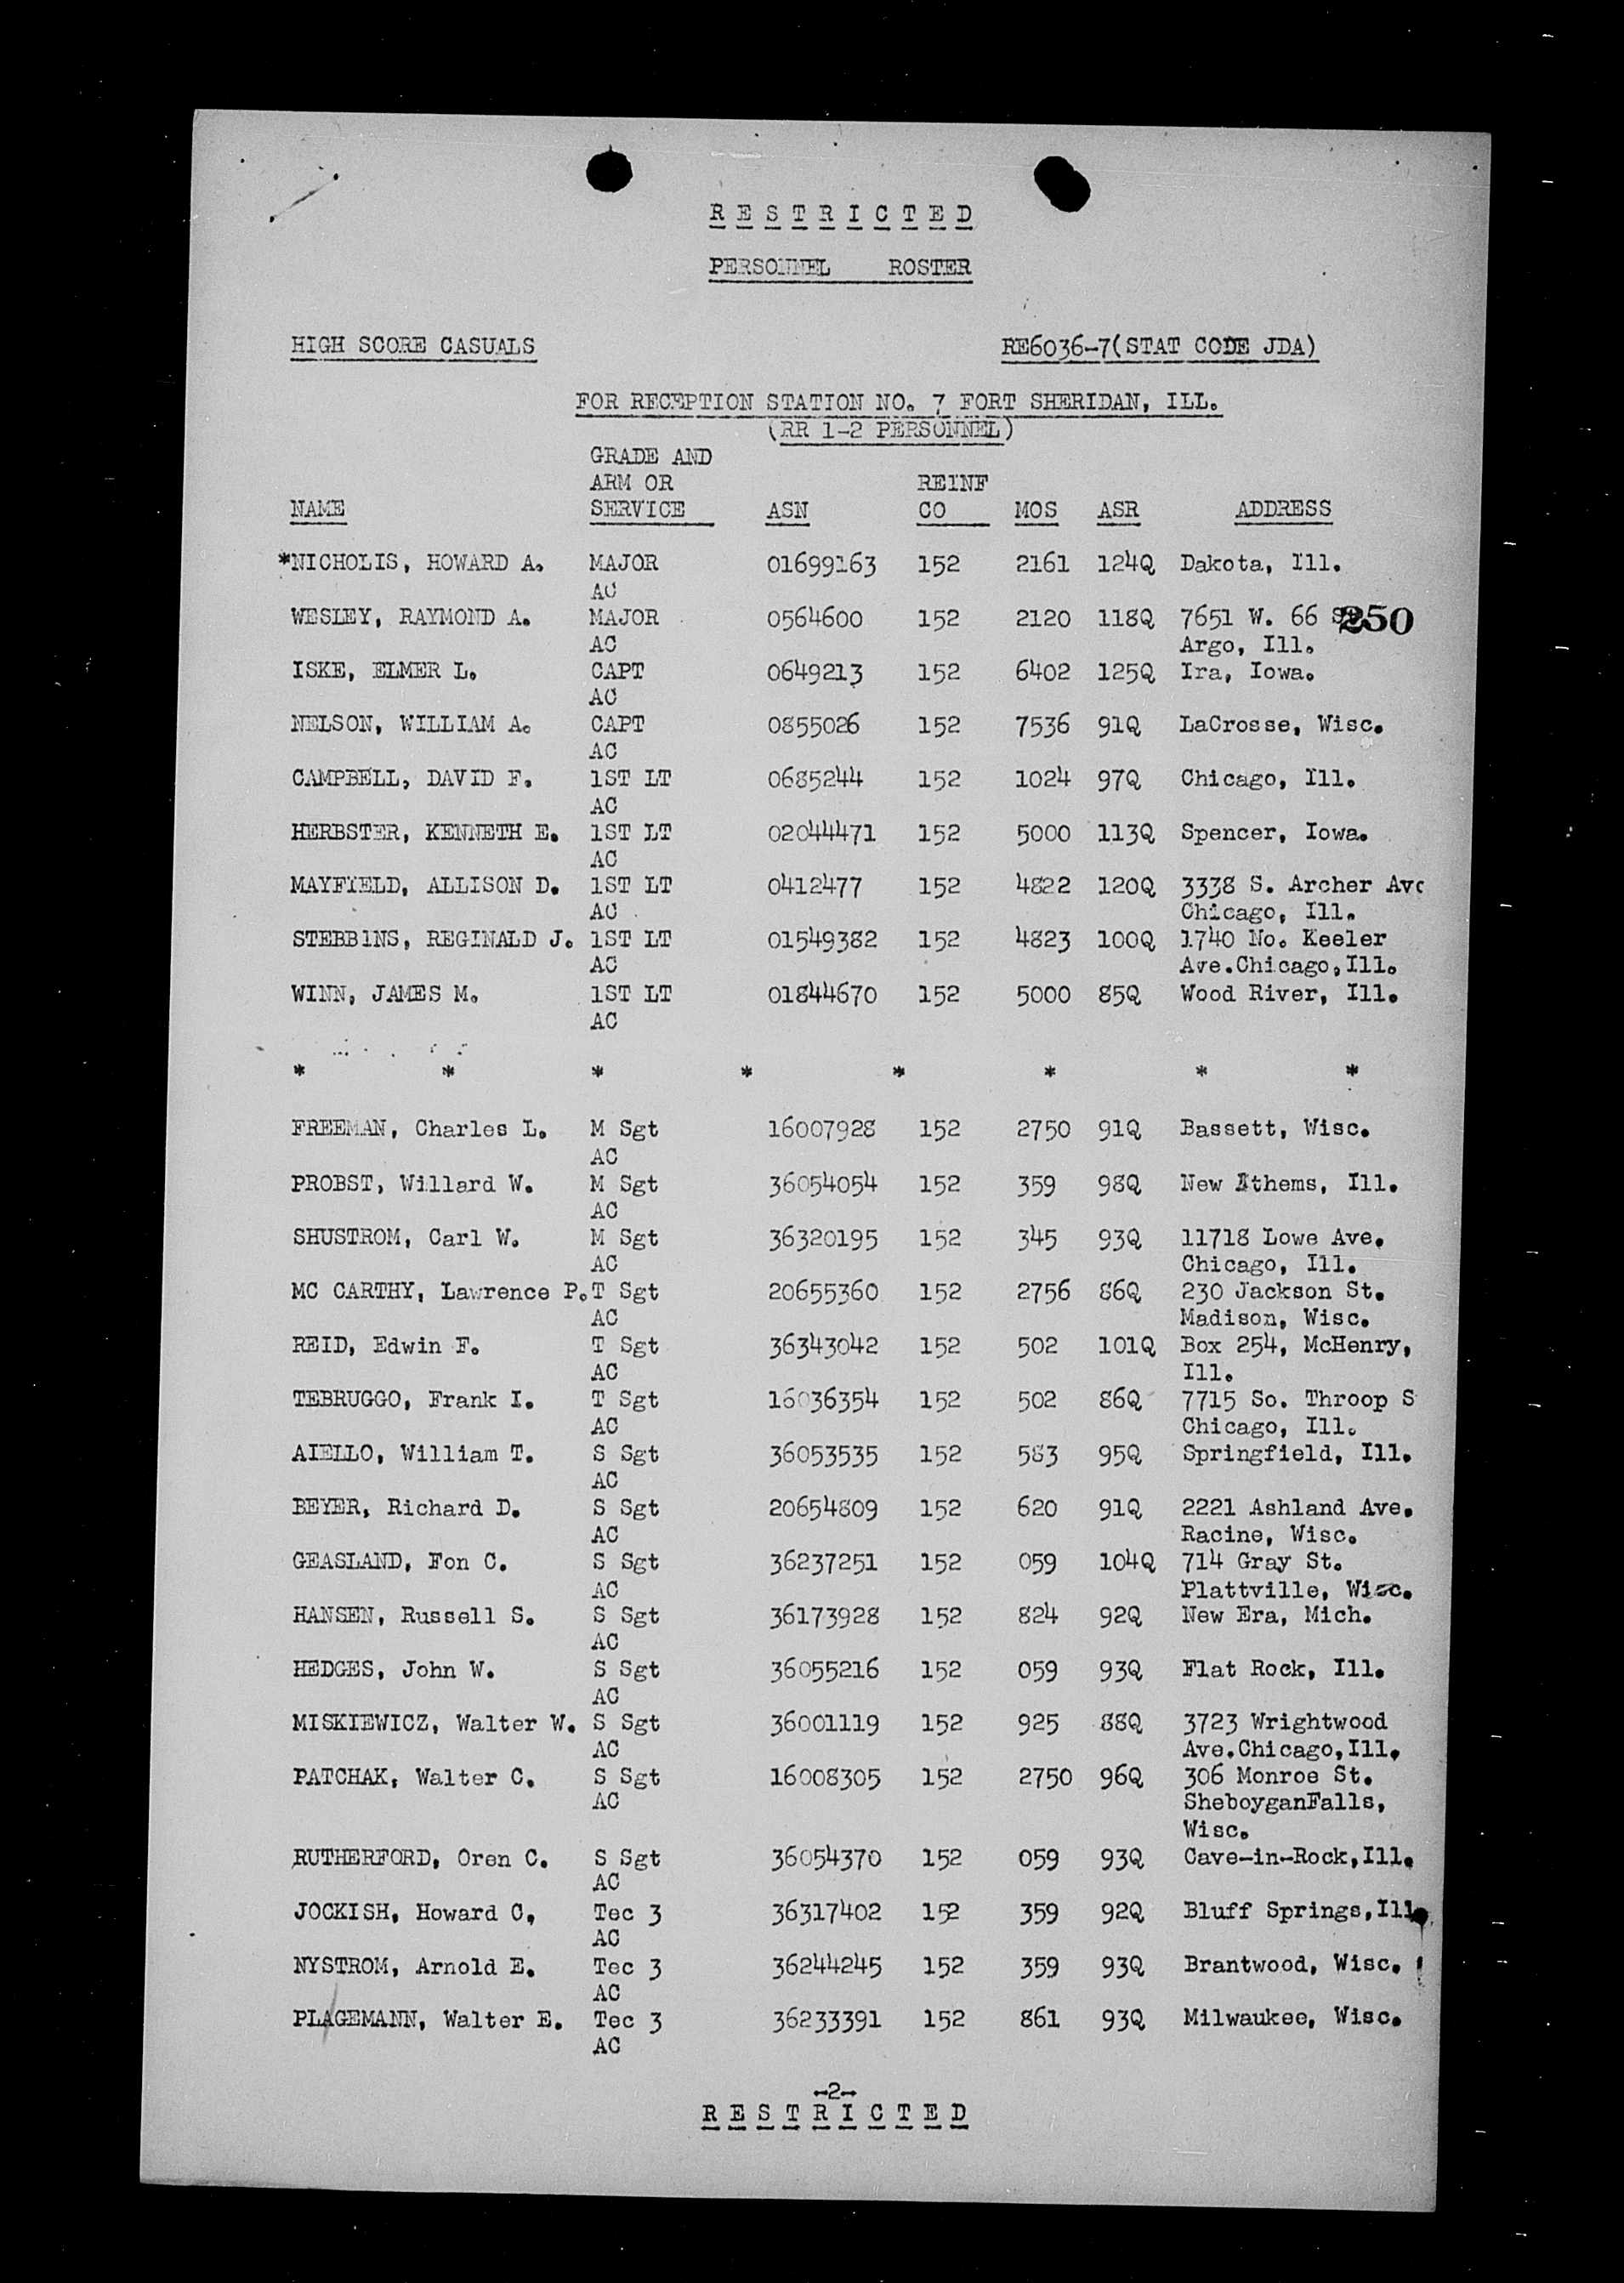 R E S T R I C T E D
PERSONNEL ROSTER
HIGH SCORE CASUALS RE6036-7(STAT CODE JDA)
FOR RECEPTION STATION NO. 7 FORT SHERIDAN, ILL.
(RR 1-2 PERSONNEL)
GRADE AND
ARM OR REINF
NAME SERVICE ASN CO MOS ASR ADDRESS
*NICHOLIS, HOWARD A. MAJOR 01699163 152 2161 124Q Dakota, Ill.
AC
WESLEY, RAYMOND A. MAJOR 0564600 152 2120 118Q 7651 W. 66 250
AC Argo, Ill.
ISKE, ELMER L. CAPT 0649213 152 6402 125Q Ira, Iowa.
AC
NELSON, WILLIAM A. CAPT 0855026 152 7536 91Q LaCrosse, Wisc.
AC
CAMPBELL, DAVID F. 1ST LT 0685244 152 1024 97Q Chicago, Ill.
AC
HERBSTER, KENNETH E. 1ST LT 02044471 152 5000 113Q Spencer, Iowa.
AC
MAYFIELD, ALLISON D. 1ST LT 0412477 152 4822 120Q 3338 S. Archer Ave
AC Chicago, Ill.
STEBB1NS, REGINALD J. 1ST LT 01549382 152 4823 100Q 1740 No. Keeler
AC Ave.Chicago,Ill.
WINN, JAMES M. 1ST LT 01844670 152 5000 85Q Wood River, Ill.
AC
* * * * * * * *
FREEMAN, Charles L. M Sgt 16007928 152 2750 91Q Bassett, Wisc.
AC
PROBST, Willard W. M Sgt 36054054 152 359 98Q New Athems, Ill.
AC
SHUSTROM, Carl W. M Sgt 36320195 152 345 93Q 11718 Lowe Ave.
AC Chicago, Ill.
MC CARTHY, Lawrence P. T Sgt 20655360 152 2756 86Q 230 Jackson St.
AC Madison, Wisc.
REID, Edwin F. T Sgt 36343042 152 502 101Q Box 254, McHenry,
AC Ill.
TEBRUGGO, Frank I. T Sgt 16036354 152 502 86Q 7715 So. Throop S
AC Chicago, Ill.
AIELLO, William T. S Sgt 36053535 152 583 95Q Springfield, Ill.
AC
BEYER, Richard D. S Sgt 20654809 152 620 91Q 2221 Ashland Ave.
AC Racine, Wisc.
GEASLAND, Fon C. S Sgt 36237251 152 059 104Q 714 Gray St.
AC Plattville, Wisc.
HANSEN, Russell S. S Sgt 36173928 152 824 92Q New Era, Mich.
AC
HEDGES, John W. S Sgt 36055216 152 059 93Q Flat Rock, Ill.
AC
MISKIEWICZ, Walter W. S Sgt 36001119 152 925 88Q 3723 Wrightwood
AC Ave.Chicago,Ill.
PATCHAK, Walter C. S Sgt 16008305 152 2750 96Q 306 Monroe St.
AC SheboyganFalls,
Wisc.
RUTHERFORD, Oren C. S Sgt 36054370 152 059 93Q Cave-in-Rock,Ill.
AC
JOCKISH, Howard C, Tec 3 36317402 152 359 92Q Bluff Springs,Ill.
AC
NYSTROM, Arnold E. Tec 3 36244245 152 359 93Q Brantwood, Wisc.
AC
PLAGEMANN, Walter E. Tec 3 36233391 152 861 93Q Milwaukee, Wisc.
AC
-2-
R E S T R I C T E D